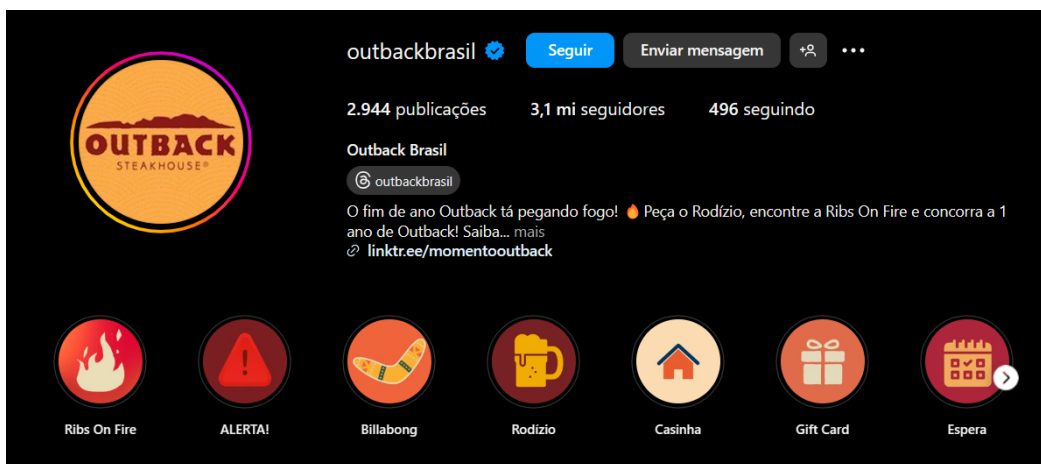 outbackbrasil Seguir Enviar mensagem
2.944 publicações 3,1 mi seguidores 496 seguindo
OUTBACK
STEAKHOUSE®
Outback Brasil
outbackbrasil
O fim de ano Outback tá pegando fogo! 🔥 Peça o Rodízio, encontre a Ribs On Fire e concorra a 1
ano de Outback! Saiba... mais
linktr.ee/momentooutback
Ribs On Fire ALERTA! Billabong Rodízio Casinha Gift Card Espera